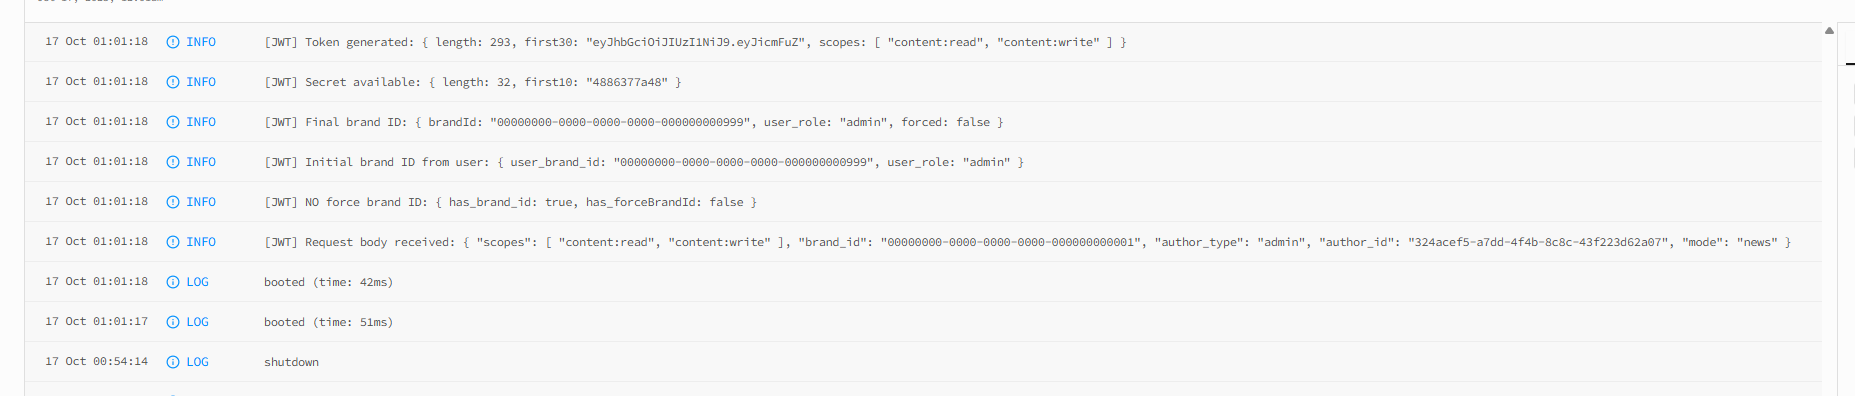 17 Oct 01:01:18 INFO [JWT] Token generated: { length: 293, first30: "eyJhbGciOiJIUzI1NiJ9.eyJicmFuZ", scopes: [ "content:read", "content:write" ] }
17 Oct 01:01:18 INFO [JWT] Secret available: { length: 32, first10: "4886377a48" }
17 Oct 01:01:18 INFO [JWT] Final brand ID: { brandId: "00000000-0000-0000-0000-000000000999", user_role: "admin", forced: false }
17 Oct 01:01:18 INFO [JWT] Initial brand ID from user: { user_brand_id: "00000000-0000-0000-0000-000000000999", user_role: "admin" }
17 Oct 01:01:18 INFO [JWT] NO force brand ID: { has_brand_id: true, has_forceBrandId: false }
17 Oct 01:01:18 INFO [JWT] Request body received: { "scopes": [ "content:read", "content:write" ], "brand_id": "00000000-0000-0000-0000-000000000001", "author_type": "admin", "author_id": "324acef5-a7dd-4f4b-8c8c-43f223d62a07", "mode": "news" }
17 Oct 01:01:18 LOG booted (time: 42ms)
17 Oct 01:01:17 LOG booted (time: 51ms)
17 Oct 00:54:14 LOG shutdown